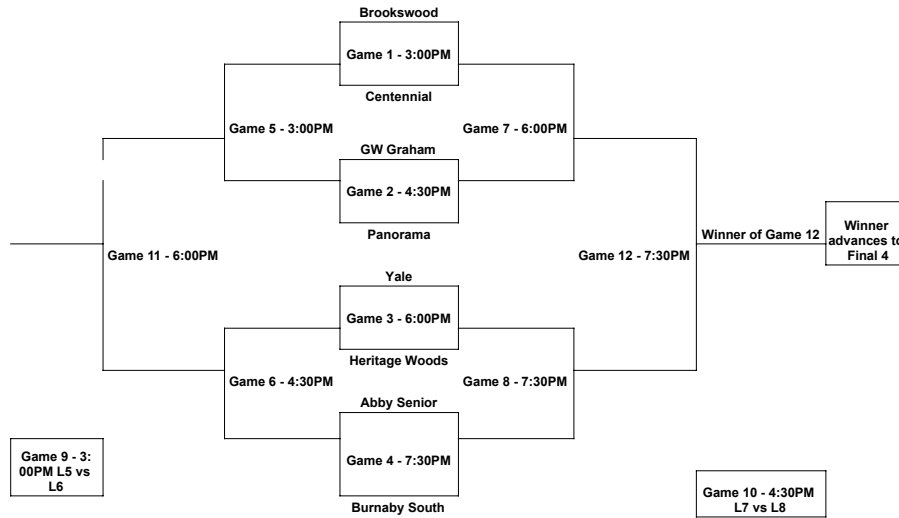 Brookswood
Game 1 - 3:00PM
Centennial
Game 5 - 3:00PM
Game 7 - 6:00PM
GW Graham
Game 2 - 4:30PM
Panorama
Winner of Game 12
Winner
advances to
Final 4
Game 11 - 6:00PM
Game 12 - 7:30PM
Yale
Game 3 - 6:00PM
Heritage Woods
Game 6 - 4:30PM
Game 8 - 7:30PM
Abby Senior
Game 4 - 7:30PM
Burnaby South
Game 9 - 3:
00PM L5 vs
L6
Game 10 - 4:30PM
L7 vs L8